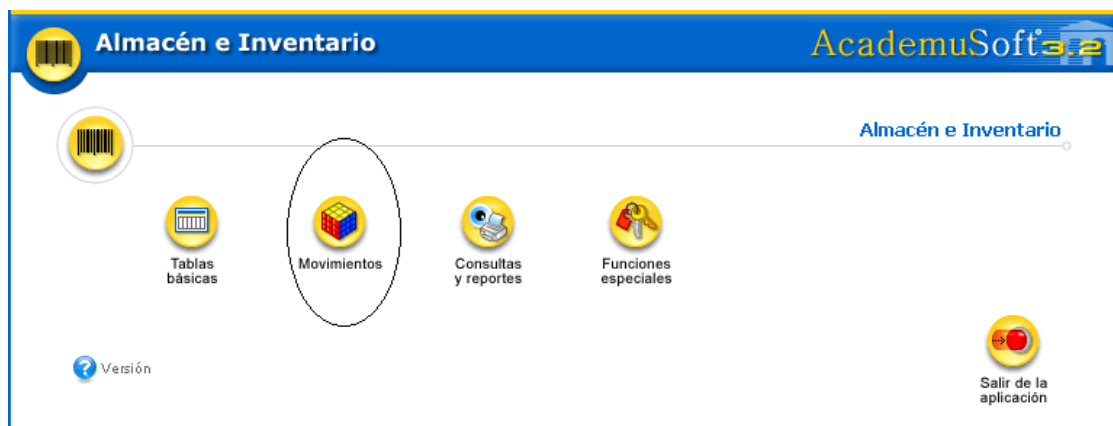 Almacén e Inventario
AcademuSoft 3.2
Almacén e Inventario
Tablas
básicas
Movimientos
Consultas
y reportes
Funciones
especiales
Versión
Salir de la
aplicación